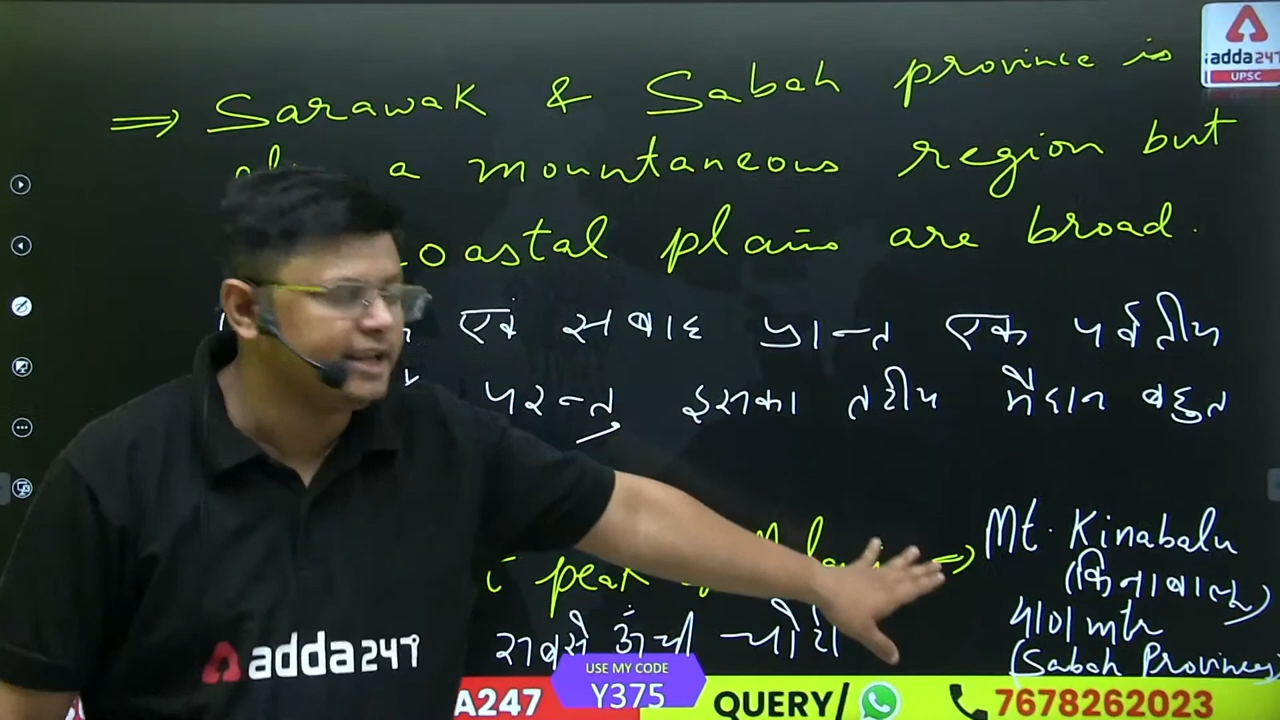 adda247
UPSC
⇒ Sarawak & Sabah province is
a mountaneous region but
coastal plains are broad.
एवं सबाह प्रान्त एक पर्वतीय
परन्तु इसका तटीय मैदान बहुत
peak ⇒ Mt. Kinabalu
(किनाबालू)
सबसे ऊँची चोटी
4101 mtr
(Sabah Province)
adda247
USE MY CODE
Y375
A247
QUERY/
7678262023